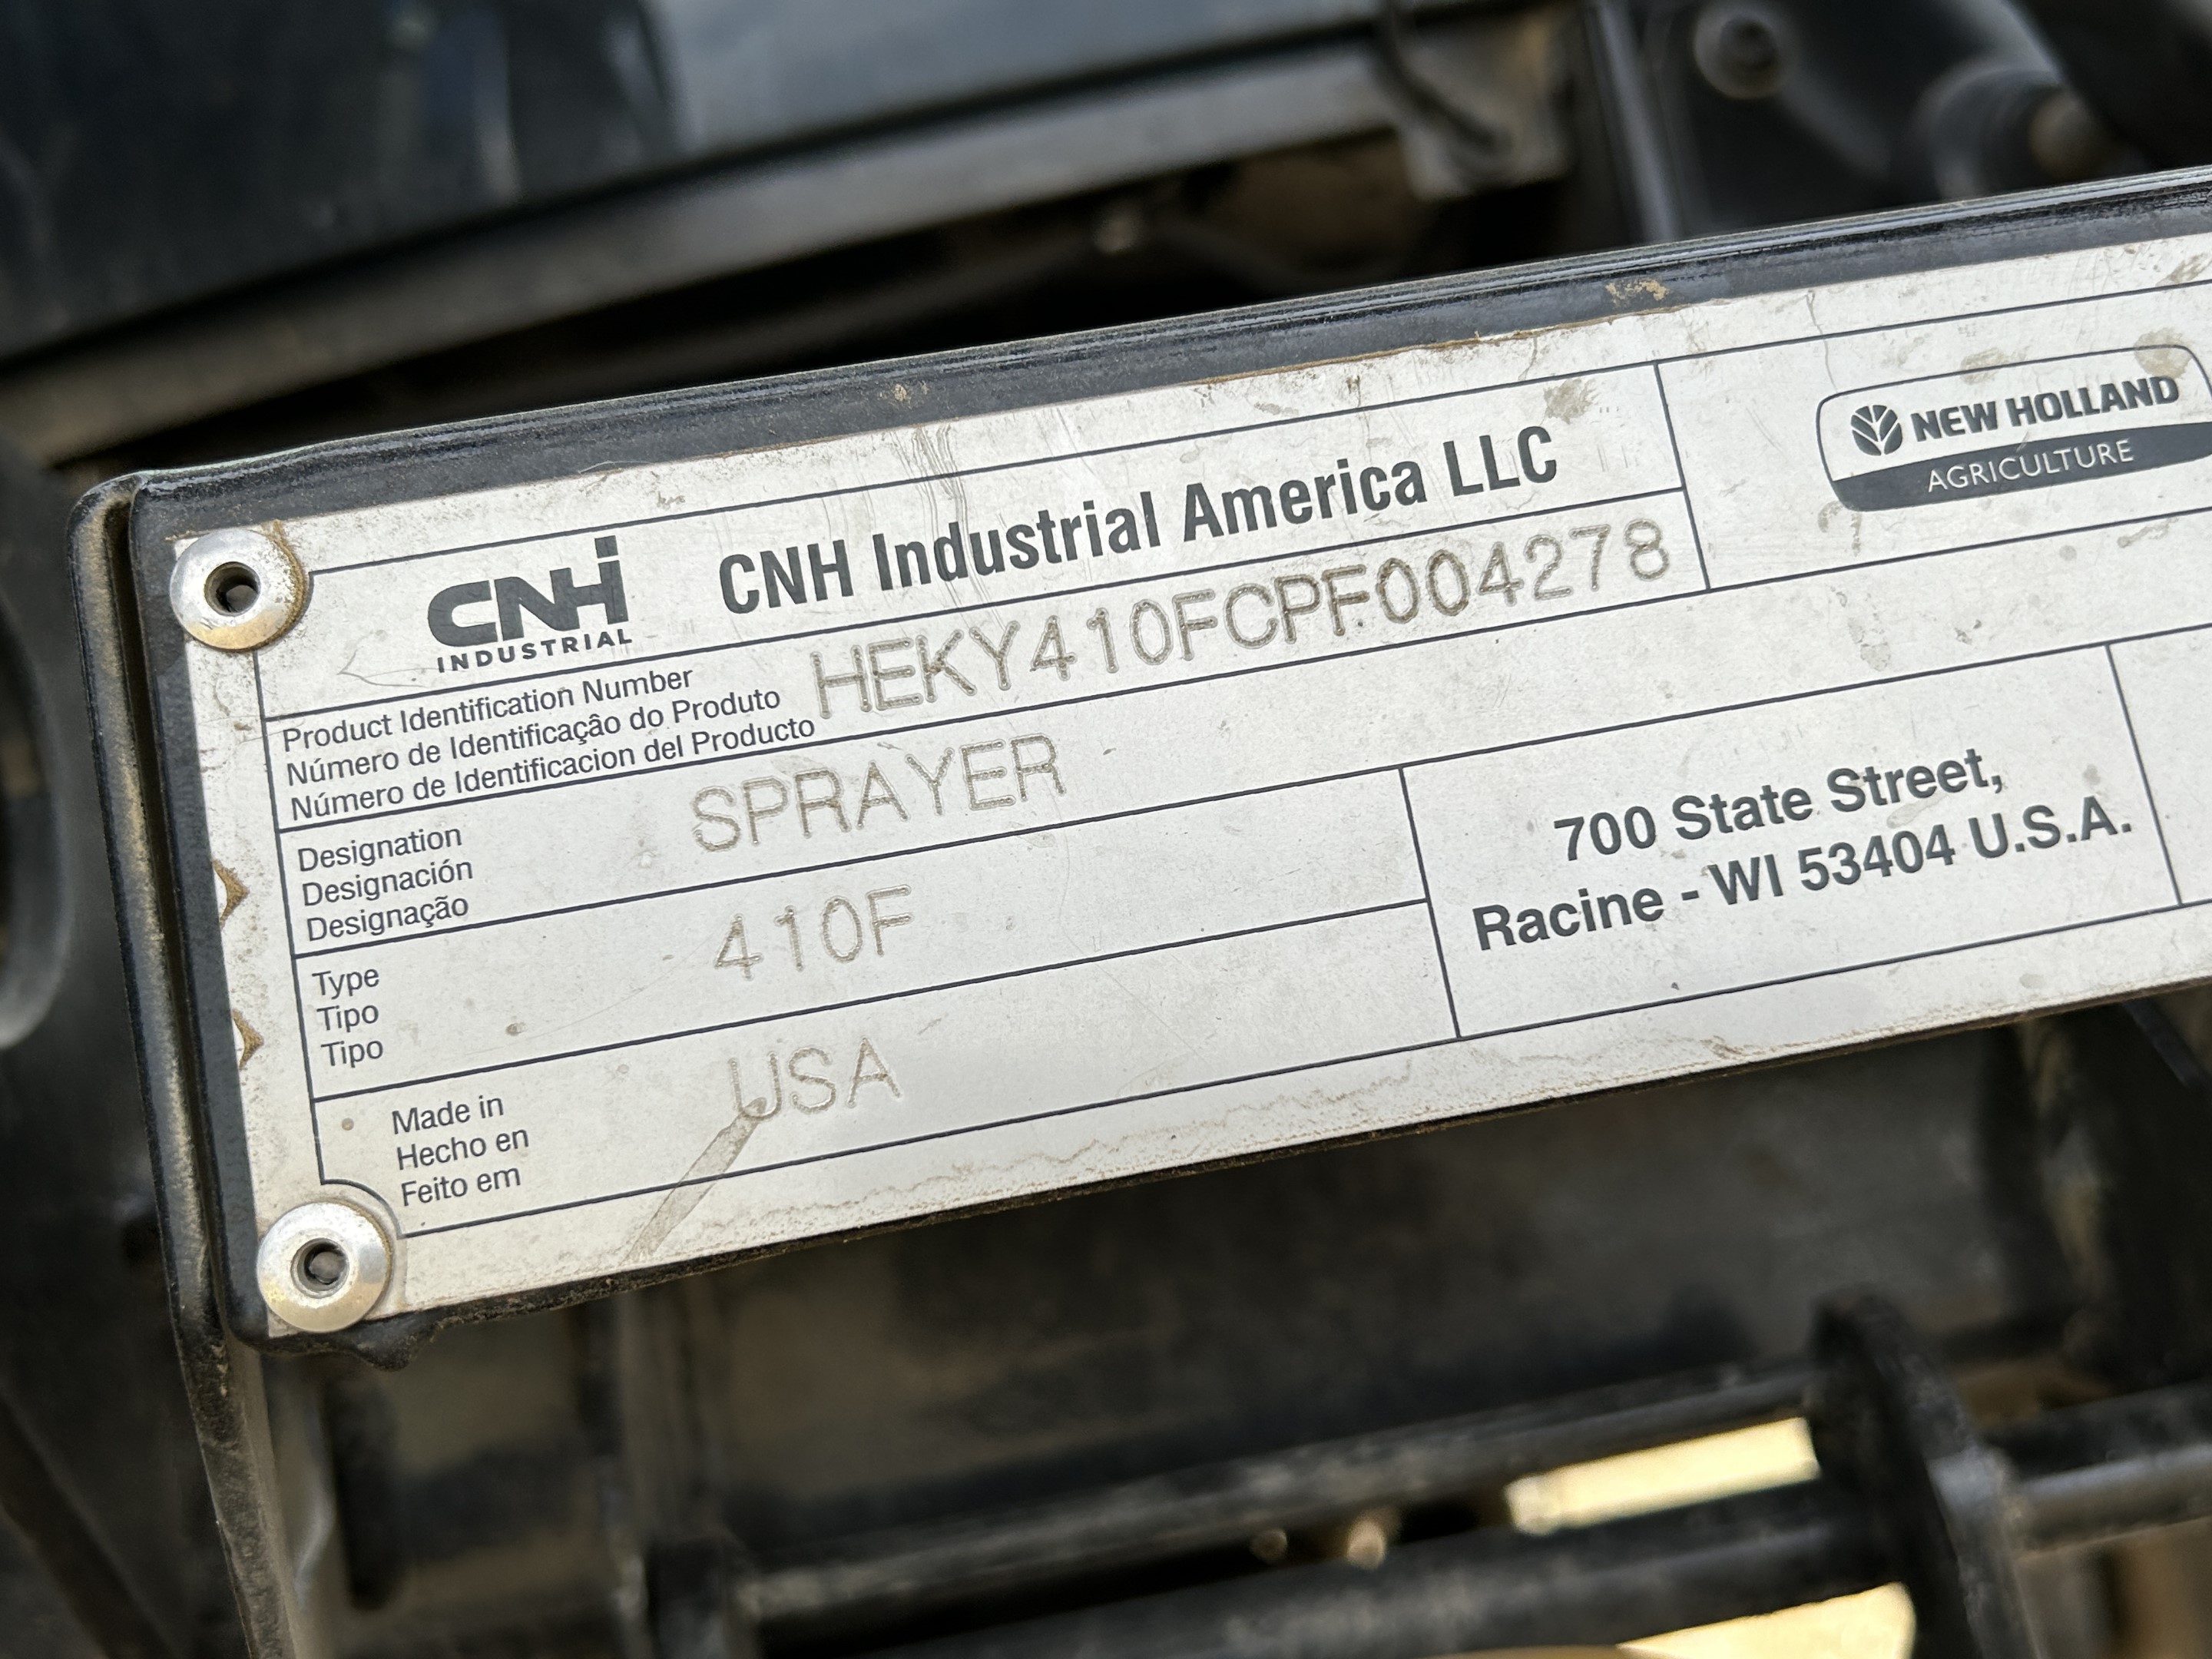 CNH
INDUSTRIAL
CNH Industrial America LLC
NEW HOLLAND
AGRICULTURE
Product Identification Number
Número de Identificação do Produto
Número de Identificacion del Producto
HEKY410FCPF004278
Designation
Designación
Designação
SPRAYER
Type
Tipo
Tipo
410F
Made in
Hecho en
Feito em
USA
700 State Street,
Racine - WI 53404 U.S.A.